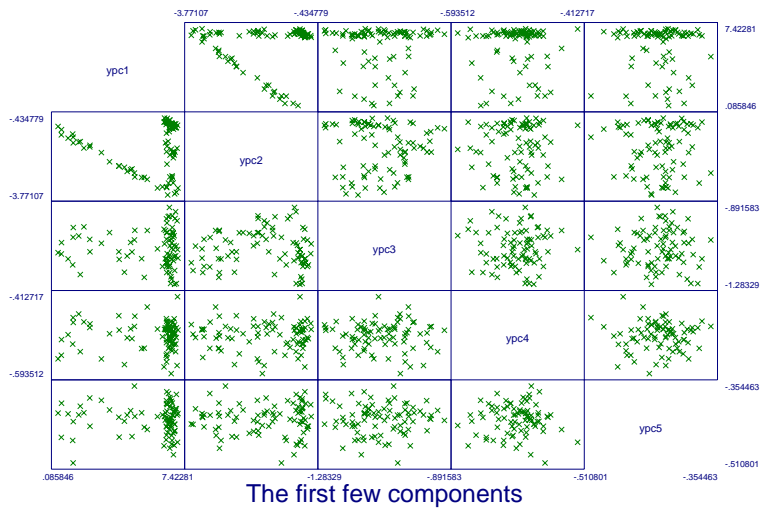 -3.77107 -.434779 -.593512 -.412717
ypc1 7.42281
.085846
-.434779
ypc2
-3.77107
-.891583
ypc3
-1.28329
-.412717
ypc4
-.593512
-.354463
ypc5
-.510801
.085846 7.42281 -1.28329 -.891583 -.510801 -.354463
The first few components